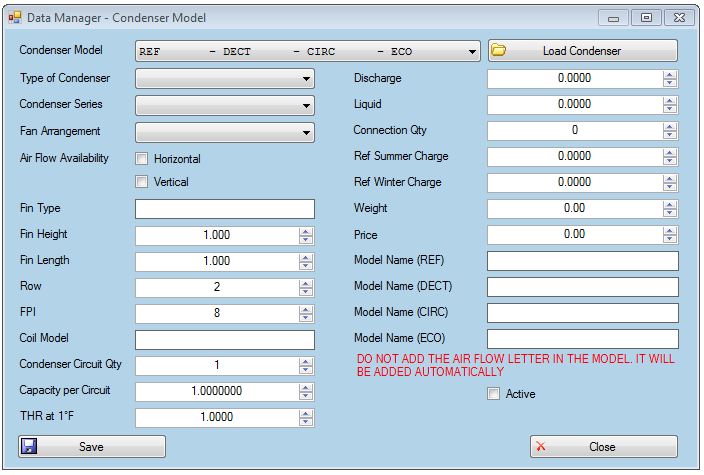 Data Manager - Condenser Model
Condenser Model REF - DECT - CIRC - ECO Load Condenser
Type of Condenser
Condenser Series
Fan Arrangement
Air Flow Availability Horizontal
Vertical
Fin Type
Fin Height 1.000
Fin Length 1.000
Row 2
FPI 8
Coil Model
Condenser Circuit Qty 1
Capacity per Circuit 1.0000000
THR at 1°F 1.0000
Save
Discharge 0.0000
Liquid 0.0000
Connection Qty 0
Ref Summer Charge 0.0000
Ref Winter Charge 0.0000
Weight 0.00
Price 0.00
Model Name (REF)
Model Name (DECT)
Model Name (CIRC)
Model Name (ECO)
DO NOT ADD THE AIR FLOW LETTER IN THE MODEL. IT WILL
BE ADDED AUTOMATICALLY
Active
Close